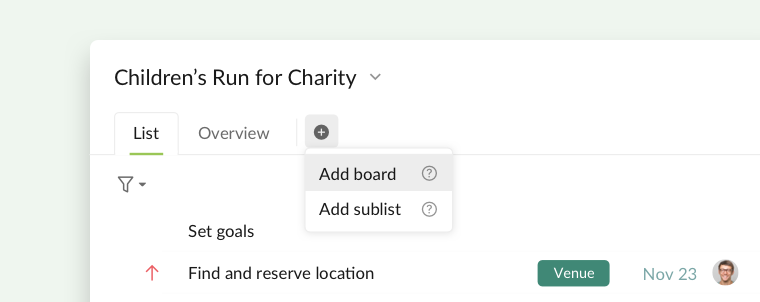 Children’s Run for Charity
List Overview
Add board
Add sublist
Set goals
Find and reserve location Venue Nov 23